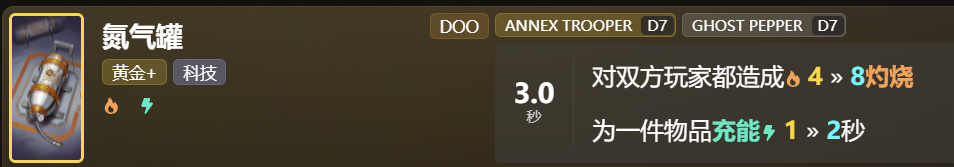 氮气罐
黄金+ 科技
DOO
ANNEX TROOPER D7 GHOST PEPPER D7
3.0
秒
对双方玩家都造成 4 » 8灼烧
为一件物品充能 1 » 2秒